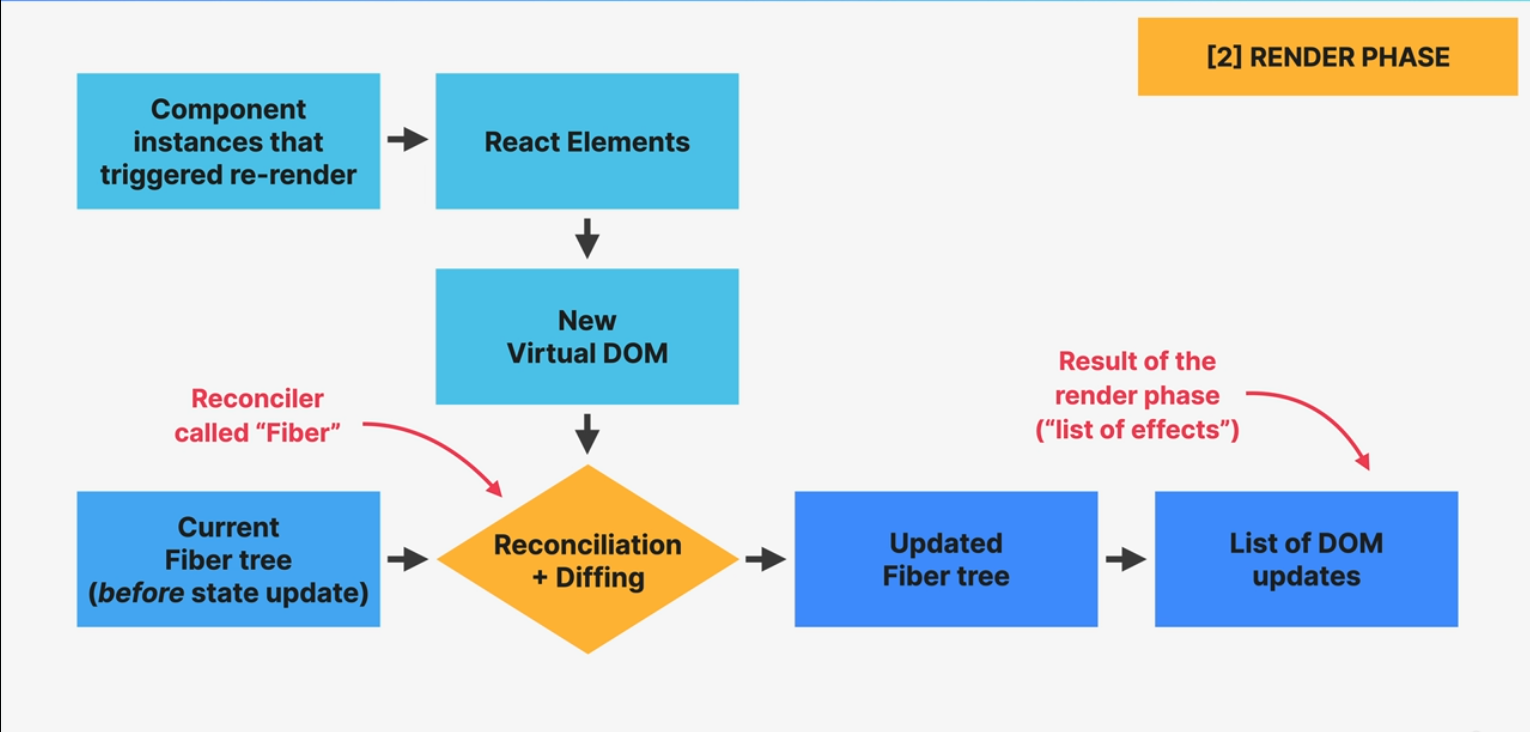 [2] RENDER PHASE
Component
instances that
triggered re-render
React Elements
New
Virtual DOM
Reconciler
called “Fiber”
Result of the
render phase
(“list of effects”)
Current
Fiber tree
(before state update)
Reconciliation
+ Diffing
Updated
Fiber tree
List of DOM
updates